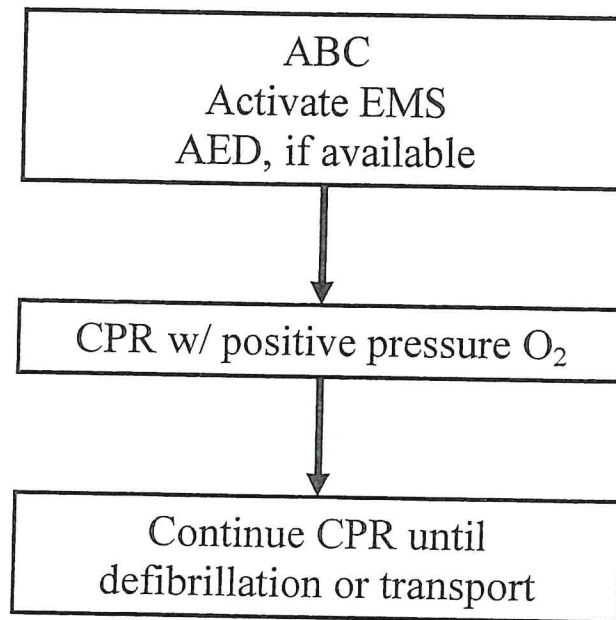 ABC
Activate EMS
AED, if available
CPR w/ positive pressure O₂
Continue CPR until
defibrillation or transport